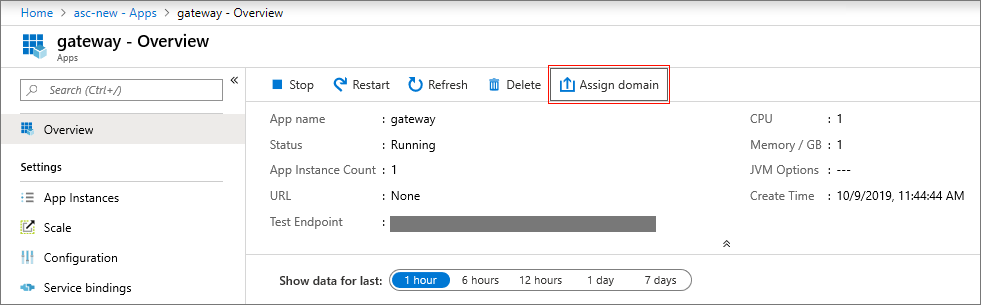 Home > asc-new - Apps > gateway - Overview
gateway - Overview
Apps
Search (Ctrl+/)
«
Overview
Settings
App Instances
Scale
Configuration
Service bindings
Stop Restart Refresh Delete Assign domain
App name : gateway
Status : Running
App Instance Count : 1
URL : None
Test Endpoint :
CPU : 1
Memory / GB : 1
JVM Options : ---
Create Time : 10/9/2019, 11:44:44 AM
Show data for last: 1 hour 6 hours 12 hours 1 day 7 days